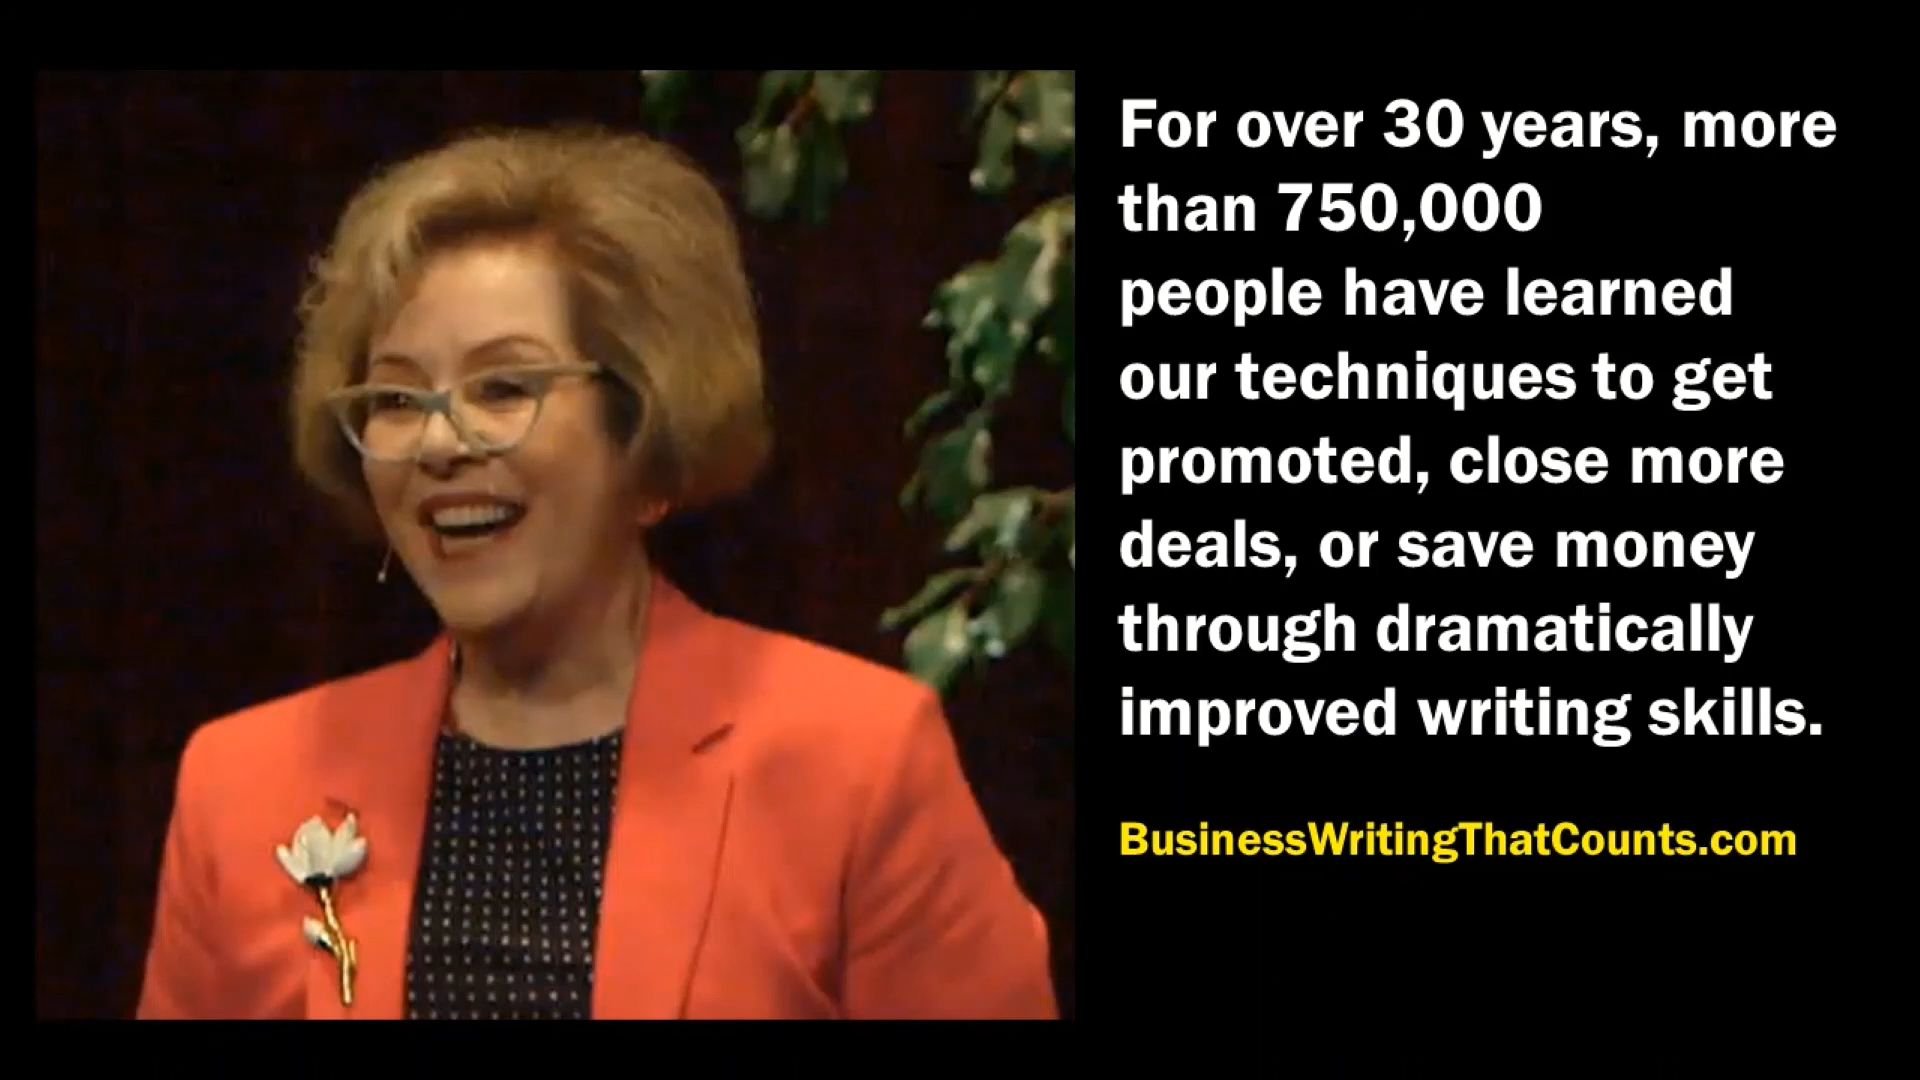 For over 30 years, more
than 750,000
people have learned
our techniques to get
promoted, close more
deals, or save money
through dramatically
improved writing skills.
BusinessWritingThatCounts.com